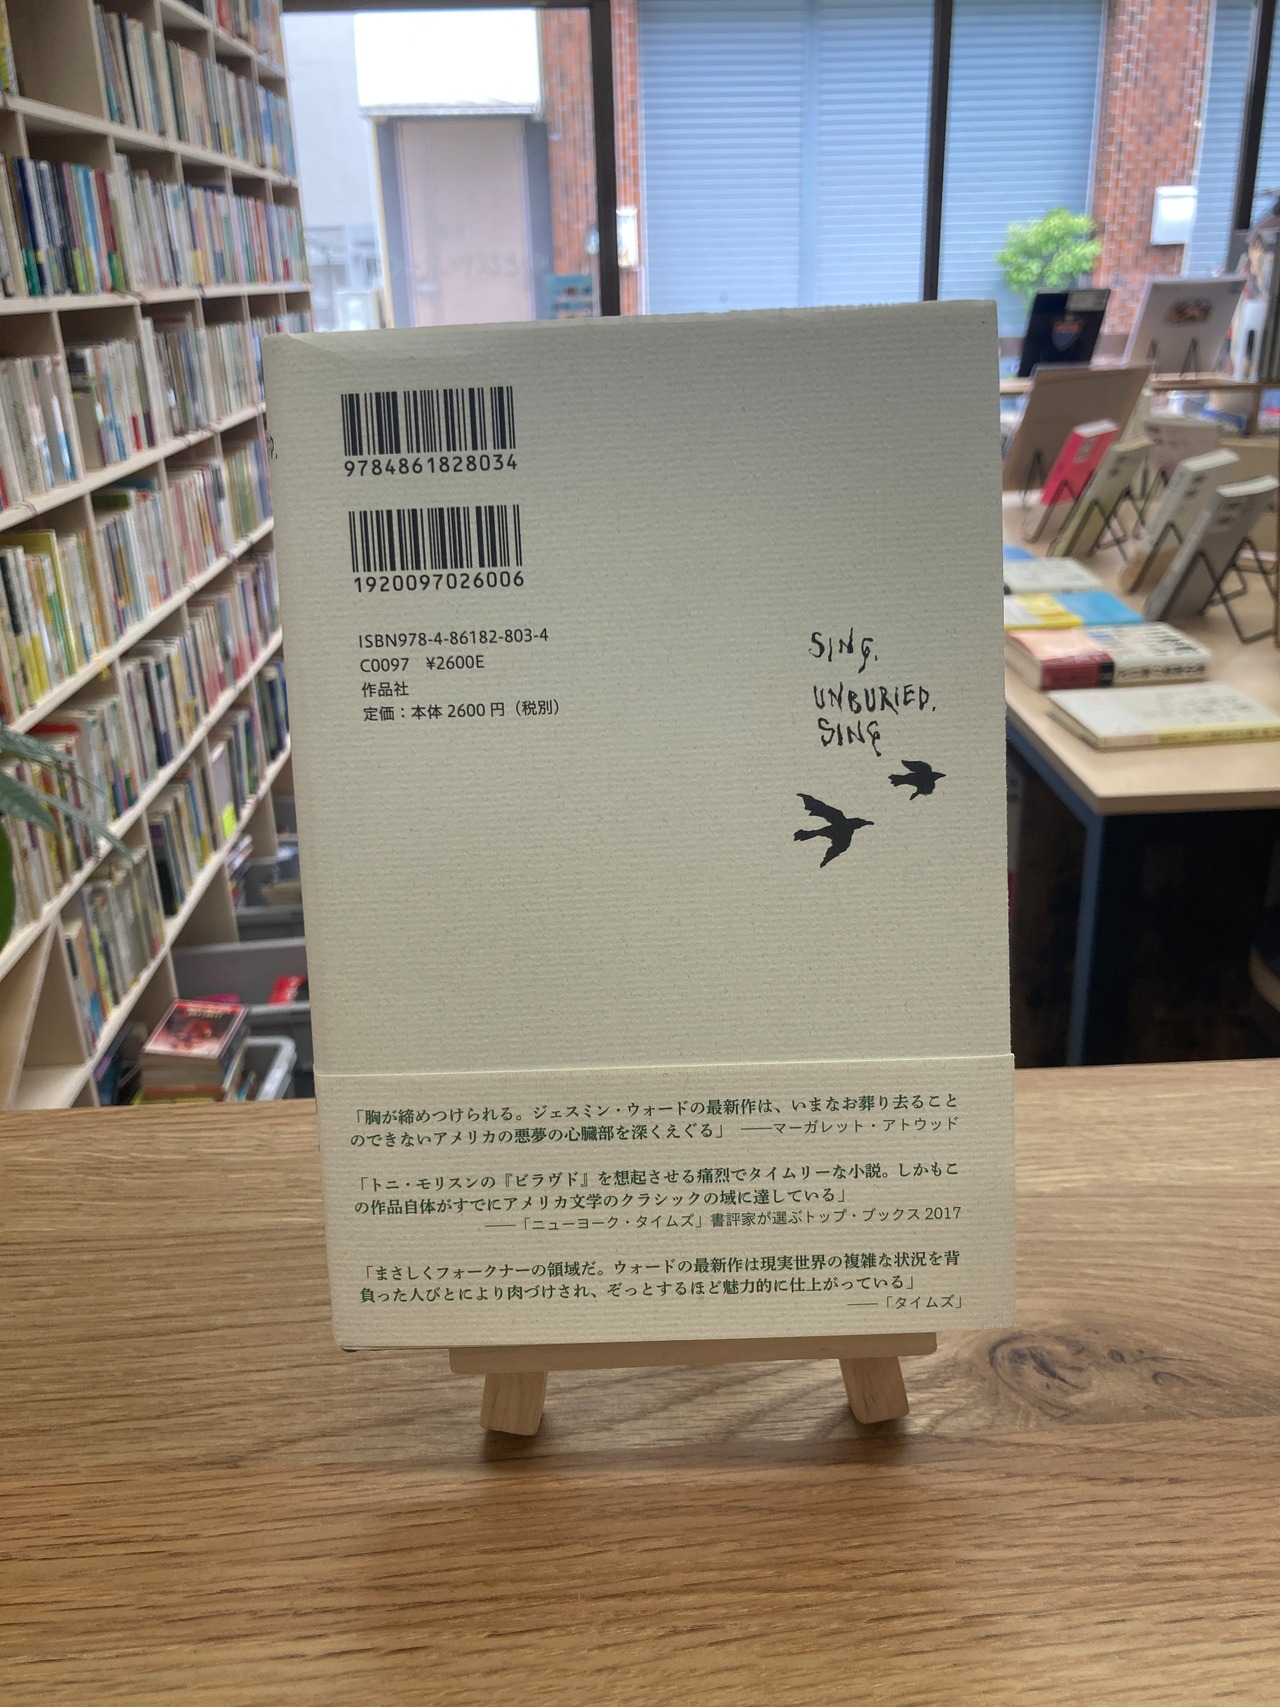 9784861828034
1920097026006
ISBN978-4-86182-803-4
C0097 ¥2600E
作品社
定価：本体2600円（税別）
SING,
UNBURIED,
SING
「胸が締めつけられる。ジェスミン・ウォードの最新作は、いまなお葬り去ること
のできないアメリカの悪夢の心臓部を深くえぐる」 ──マーガレット・アトウッド
「トニ・モリスンの『ビラヴド』を想起させる痛烈でタイムリーな小説。しかもこ
の作品自体がすでにアメリカ文学のクラシックの域に達している」
──「ニューヨーク・タイムズ」書評家が選ぶトップ・ブックス2017
「まさしくフォークナーの領域だ。ウォードの最新作は現実世界の複雑な状況を背
負った人びとにより肉づけされ、ぞっとするほど魅力的に仕上がっている」
──「タイムズ」